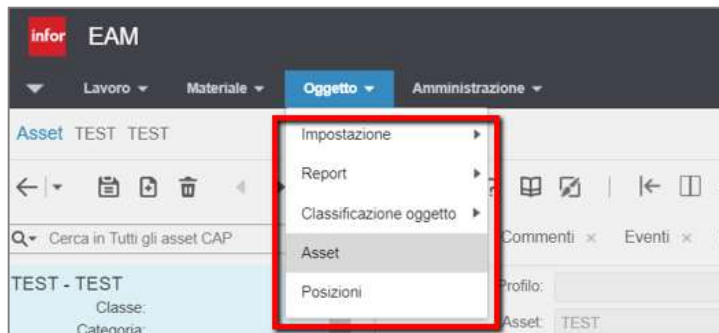 infor EAM
Lavoro Materiale Oggetto Amministrazione
Asset TEST TEST
Impostazione
Report
Classificazione oggetto
Asset
Posizioni
Cerca in Tutti gli asset CAP
Commenti × Eventi ×
TEST - TEST
Classe:
Categoria:
Profilo:
Asset: TEST